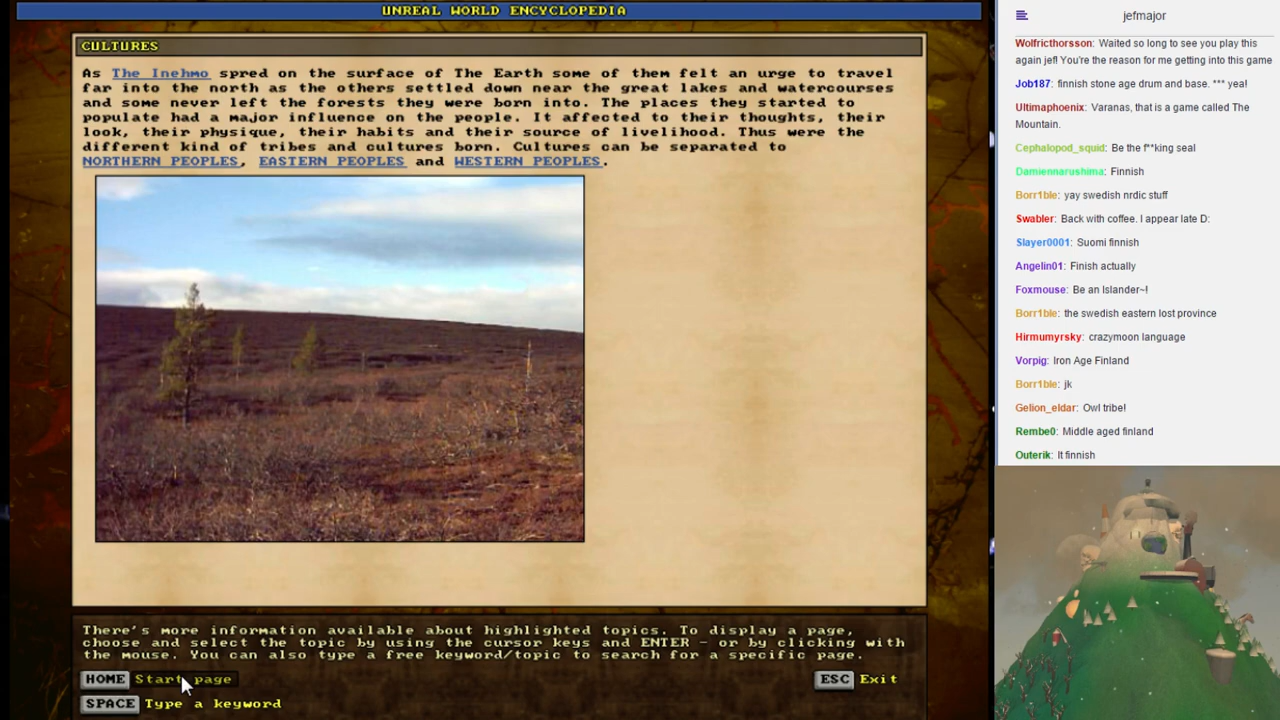 UNREAL WORLD ENCYCLOPEDIA
CULTURES
As The Inehmo spred on the surface of The Earth some of them felt an urge to travel
far into the north as the others settled down near the great lakes and watercourses
and some never left the forests they were born into. The places they started to
populate had a major influence on the people. It affected to their thoughts, their
look, their physique, their habits and their source of livelihood. Thus were the
different kind of tribes and cultures born. Cultures can be separated to
NORTHERN PEOPLES, EASTERN PEOPLES and WESTERN PEOPLES.
There's more information available about highlighted topics. To display a page,
choose and select the topic by using the cursor keys and ENTER - or by clicking with
the mouse. You can also type a free keyword/topic to search for a specific page.
HOME Start page
ESC Exit
SPACE Type a keyword
jefmajor
Wolfricthorsson: Waited so long to see you play this
again jef! You're the reason for me getting into this game
Job187: finnish stone age drum and base. *** yea!
Ultimaphoenix: Varanas, that is a game called The
Mountain.
Cephalopod_squid: Be the f**king seal
Damiennarushima: Finnish
Borr1ble: yay swedish nrdic stuff
Swabler: Back with coffee. I appear late D:
Slayer0001: Suomi finnish
Angelin01: Finish actually
Foxmouse: Be an Islander~!
Borr1ble: the swedish eastern lost province
Hirmumyrsky: crazymoon language
Vorpig: Iron Age Finland
Borr1ble: jk
Gelion_eldar: Owl tribe!
Rembe0: Middle aged finland
Outerik: It finnish